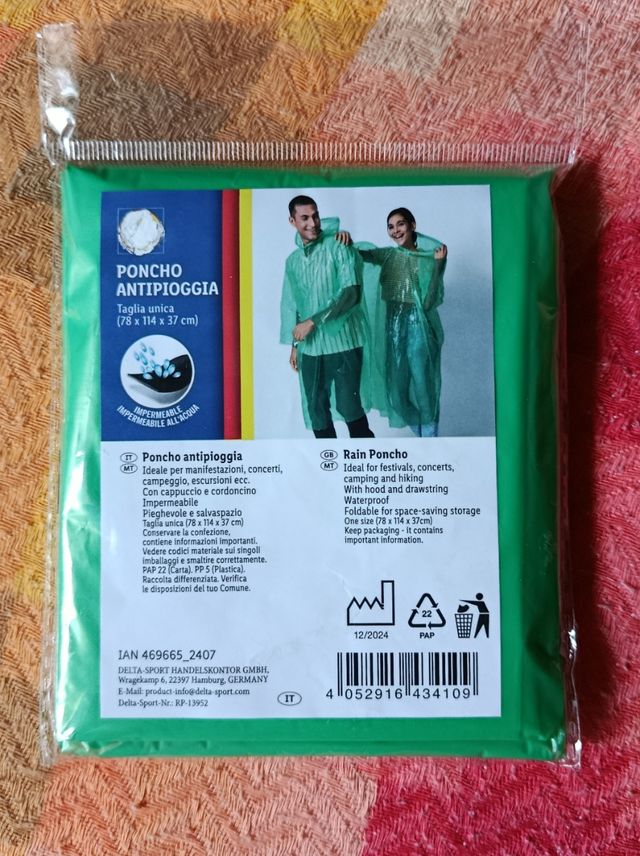 PONCHO
ANTIPIOGGIA
Taglia unica
(78 x 114 x 37 cm)
IMPERMEABILE
IMPERMEABILE ALL'ACQUA
IT
MT
Poncho antipioggia
Ideale per manifestazioni, concerti,
campeggio, escursioni ecc.
Con cappuccio e cordoncino
Impermeabile
Pieghevole e salvaspazio
Taglia unica (78 x 114 x 37 cm)
Conservare la confezione,
contiene informazioni importanti.
Vedere codici materiale sui singoli
imballaggi e smaltire correttamente.
PAP 22 (Carta). PP 5 (Plastica).
Raccolta differenziata. Verifica
le disposizioni del tuo Comune.
GB
MT
Rain Poncho
Ideal for festivals, concerts,
camping and hiking
With hood and drawstring
Waterproof
Foldable for space-saving storage
One size (78 x 114 x 37cm)
Keep packaging - it contains
important information.
12/2024
22
PAP
IAN 469665_2407
DELTA-SPORT HANDELSKONTOR GMBH,
Wragekamp 6, 22397 Hamburg, GERMANY
E-Mail: product-info@delta-sport.com
Delta-Sport-Nr.: RP-13952
IT
4 052916 434109